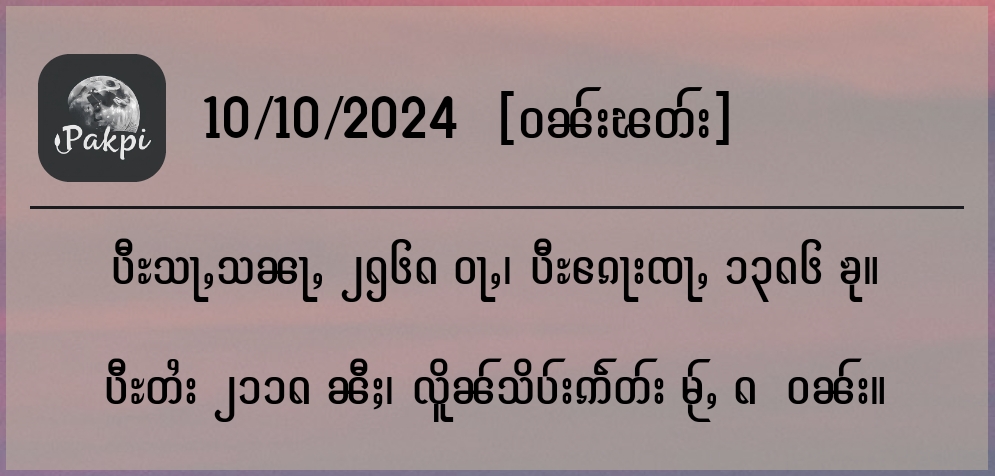 Pakpi
10/10/2024 [ဝၼ်းၽတ်း]
ပီႊသႃႇသၼႃႇ ၂၅၆၈ ဝႃႇ၊ ပီႊၵေႃးၸႃႇ ၁၃၈၆ ၶု။
ပီႊတႆး ၂၁၁၈ ၼီႈ၊ လိူၼ်သိပ်းဢဵတ်း မႂ်ႇ ၈ ဝၼ်း။